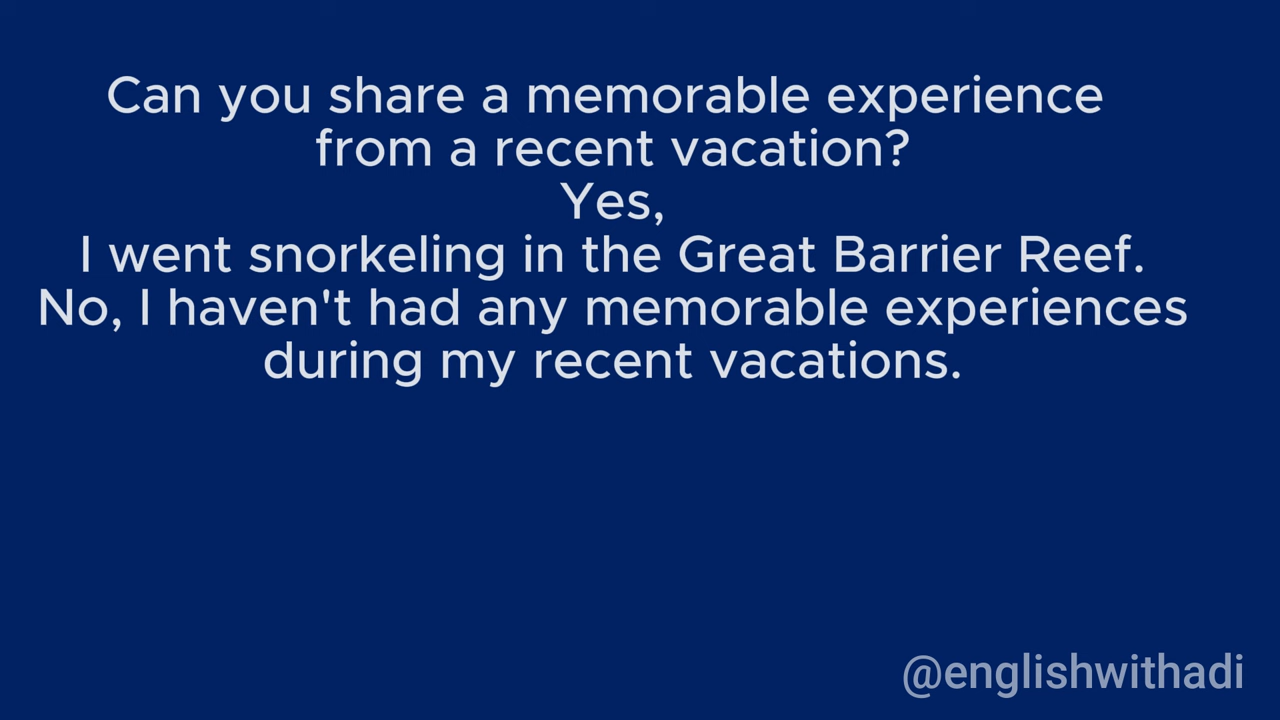 Can you share a memorable experience
from a recent vacation?
Yes,
I went snorkeling in the Great Barrier Reef.
No, I haven't had any memorable experiences
during my recent vacations.
@englishwithadi